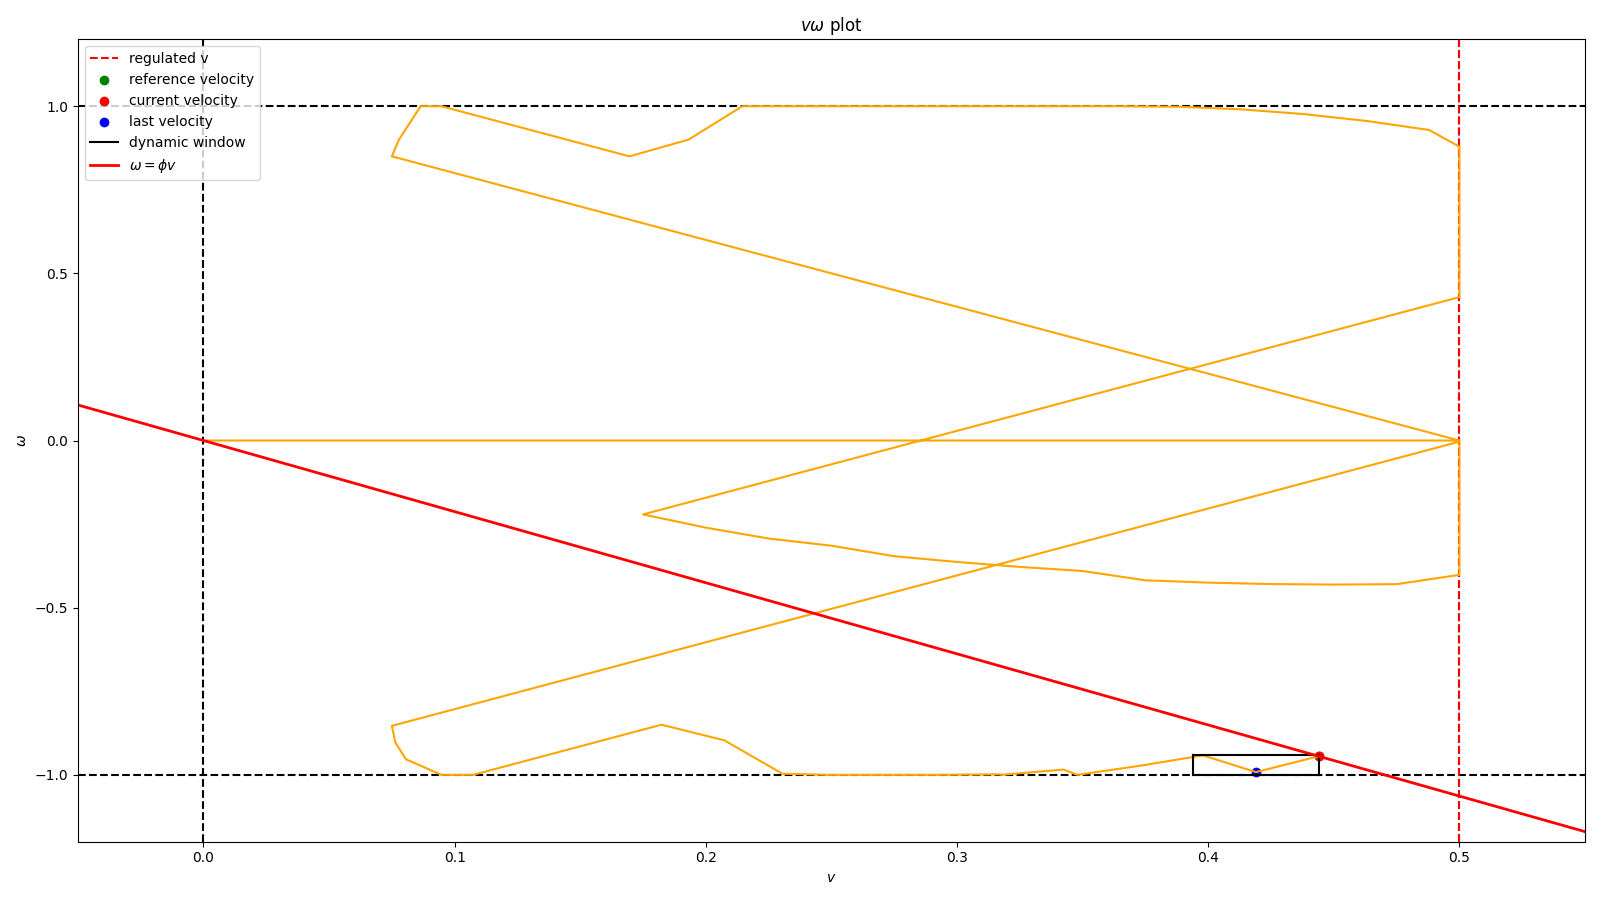 vω plot
regulated v
reference velocity
current velocity
last velocity
dynamic window
ω = ϕv
1.0
0.5
0.0
−0.5
−1.0
ω
0.0 0.1 0.2 0.3 0.4 0.5
v